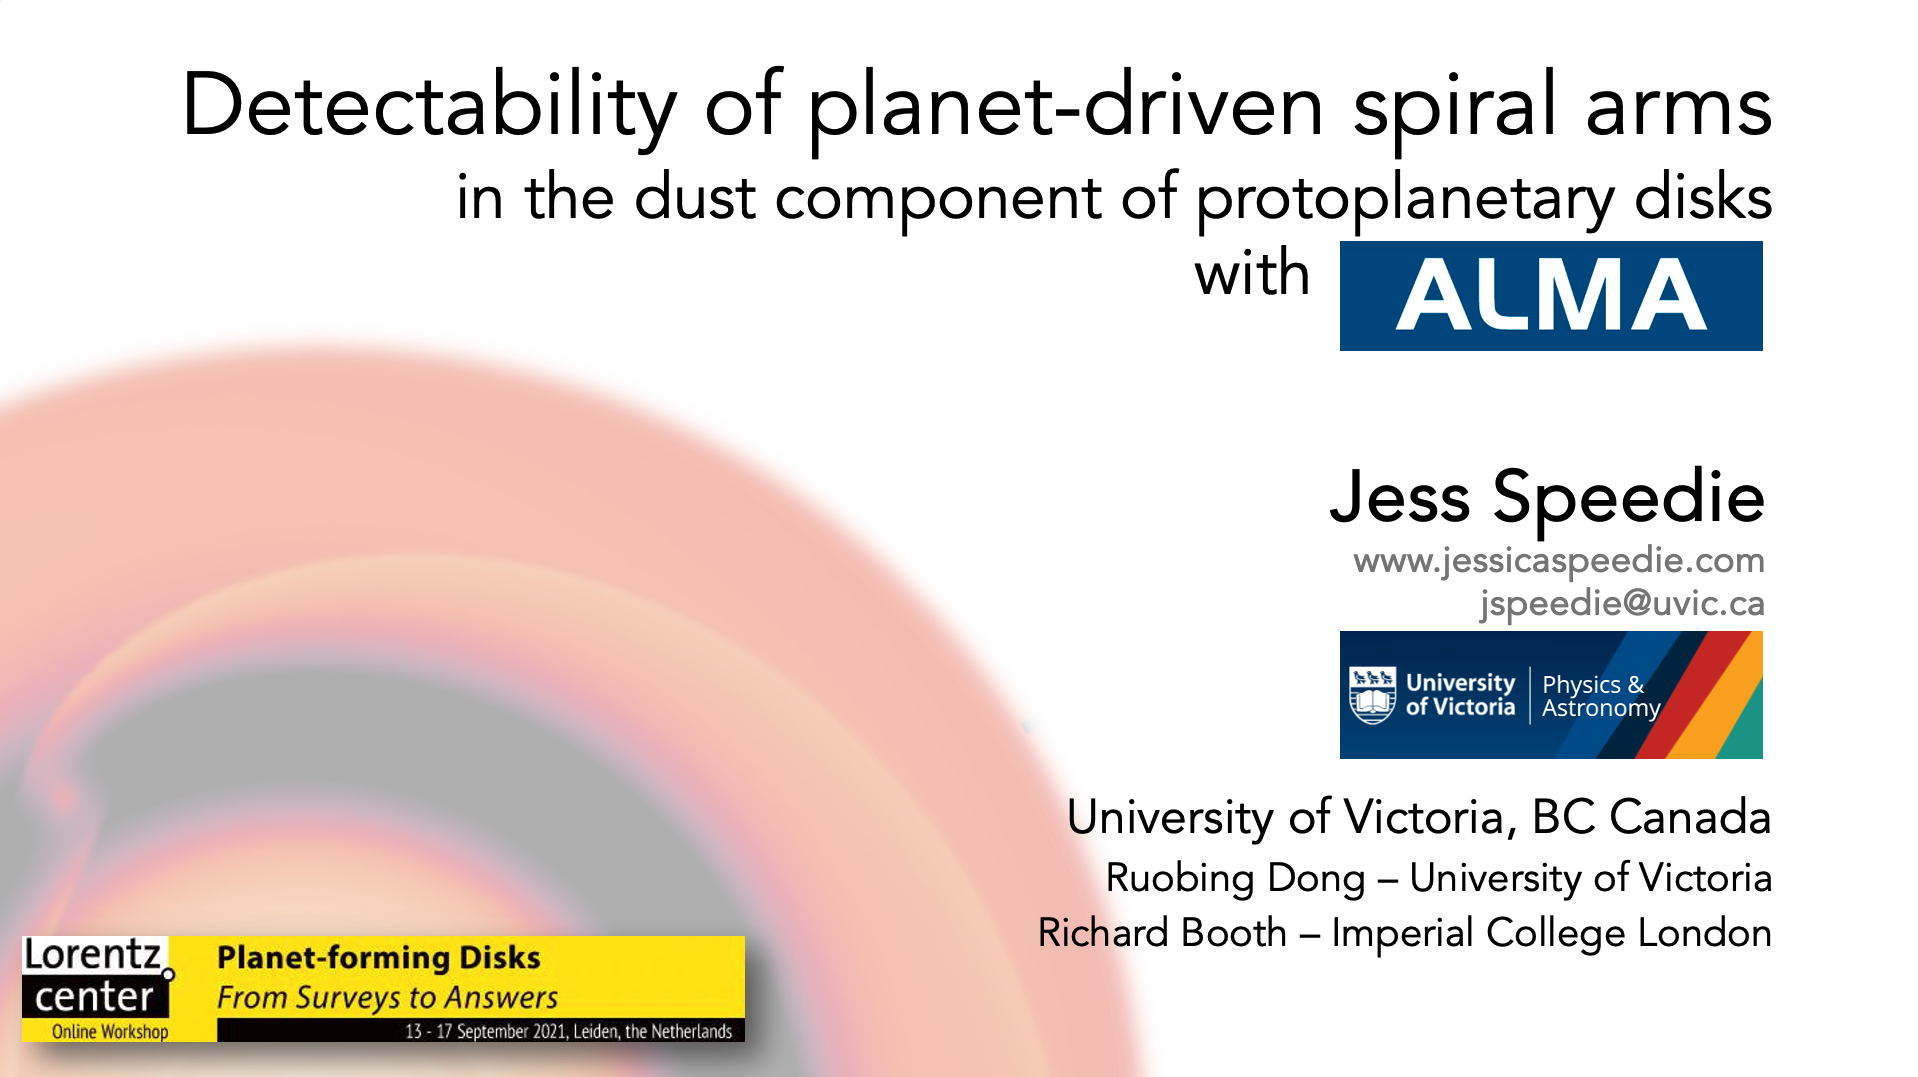 Detectability of planet-driven spiral arms
in the dust component of protoplanetary disks
with ALMA
Jess Speedie
www.jessicaspeedie.com
jspeedie@uvic.ca
University of Victoria
Physics & Astronomy
University of Victoria, BC Canada
Ruobing Dong – University of Victoria
Richard Booth – Imperial College London
Lorentz center
Online Workshop
Planet-forming Disks
From Surveys to Answers
13 - 17 September 2021, Leiden, the Netherlands